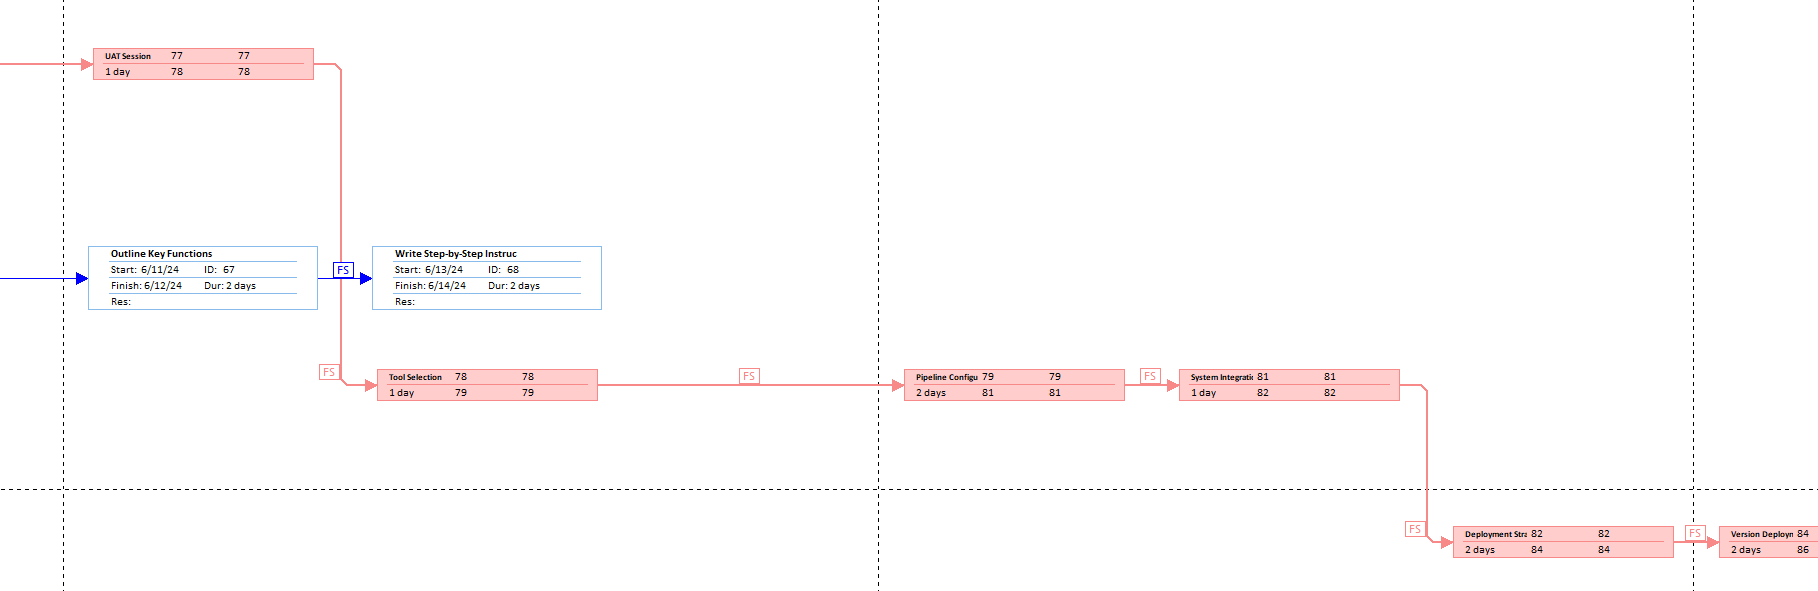 UAT Session 77 77
1 day 78 78
Outline Key Functions
Start: 6/11/24 ID: 67
Finish: 6/12/24 Dur: 2 days
Res:
FS
Write Step-by-Step Instruc
Start: 6/13/24 ID: 68
Finish: 6/14/24 Dur: 2 days
Res:
FS
Tool Selection 78 78
1 day 79 79
FS
Pipeline Configu 79 79
2 days 81 81
FS
System Integratic 81 81
1 day 82 82
FS
Deployment Stra 82 82
2 days 84 84
FS
Version Deployn 84
2 days 86